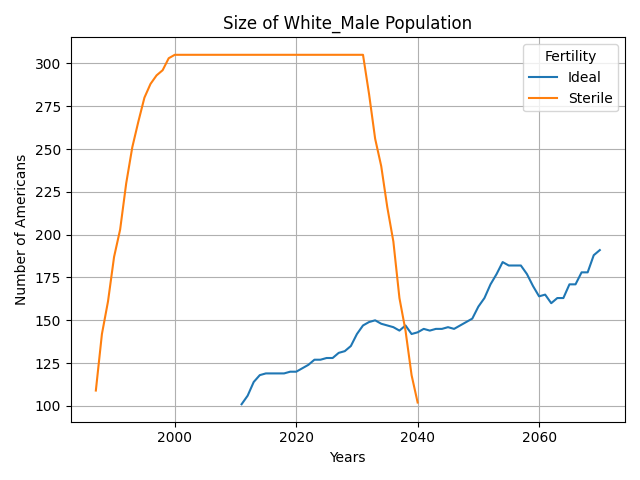 Size of White_Male Population
Number of Americans
300
275
250
225
200
175
150
125
100
Fertility
Ideal
Sterile
2000 2020 2040 2060
Years